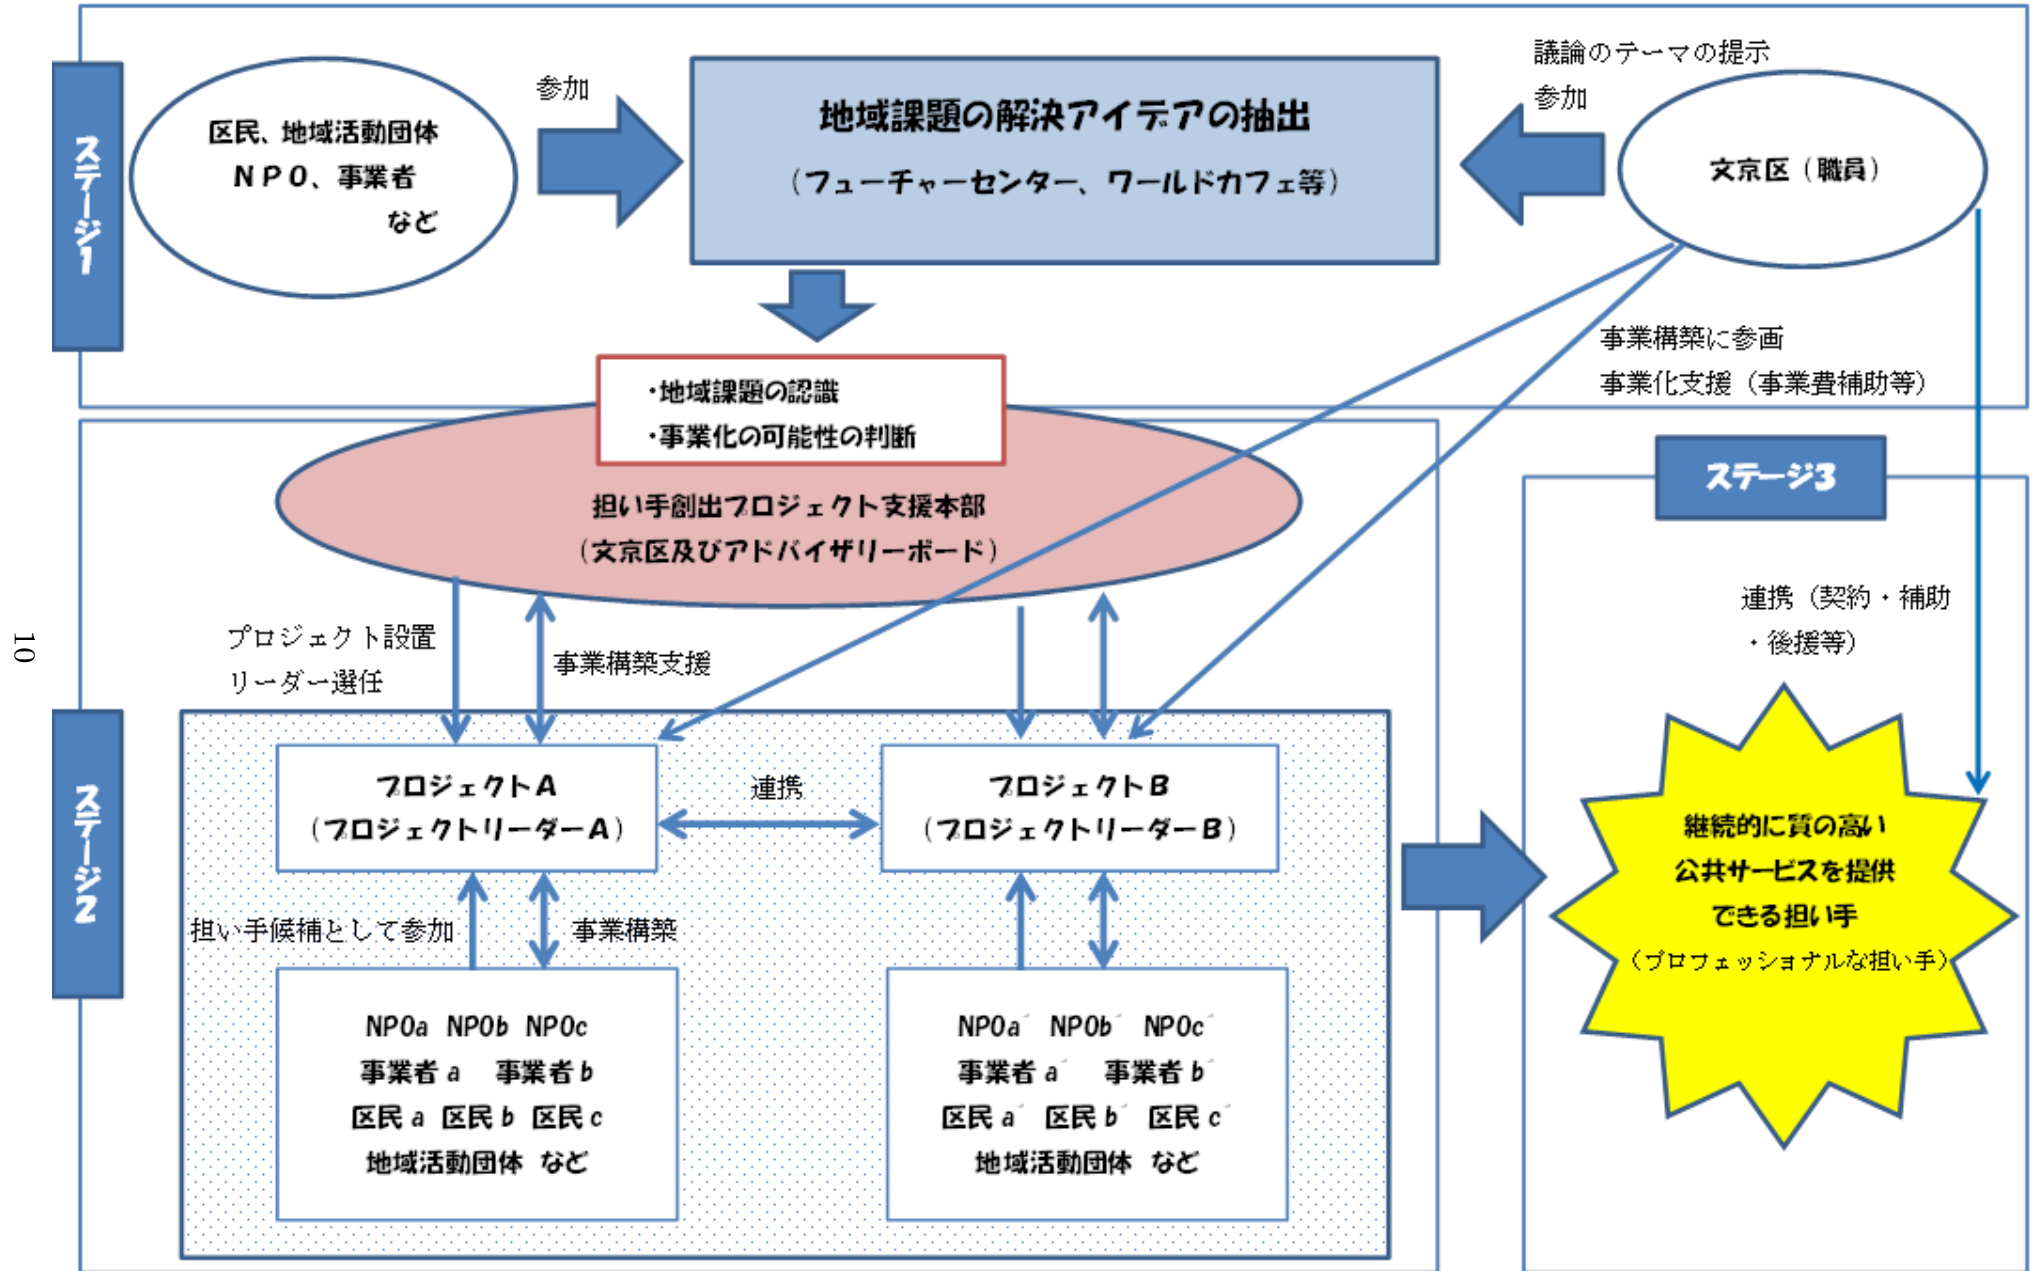 ステージ1
区民、地域活動団体
NPO、事業者
など
参加
地域課題の解決アイデアの抽出
（フューチャーセンター、ワールドカフェ等）
議論のテーマの提示
参加
文京区（職員）
・地域課題の認識
・事業化の可能性の判断
事業構築に参画
事業化支援（事業費補助等）
担い手創出プロジェクト支援本部
（文京区及びアドバイザリーボード）
ステージ2
プロジェクト設置
リーダー選任
事業構築支援
プロジェクトA
（プロジェクトリーダーA）
連携
プロジェクトB
（プロジェクトリーダーB）
担い手候補として参加
事業構築
NPOa NPOb NPOc
事業者a 事業者b
区民a 区民b 区民c
地域活動団体 など
NPOa´ NPOb´ NPOc´
事業者a´ 事業者b´
区民a´ 区民b´ 区民c´
地域活動団体 など
ステージ3
連携（契約・補助
・後援等）
継続的に質の高い
公共サービスを提供
できる担い手
（プロフェッショナルな担い手）
10